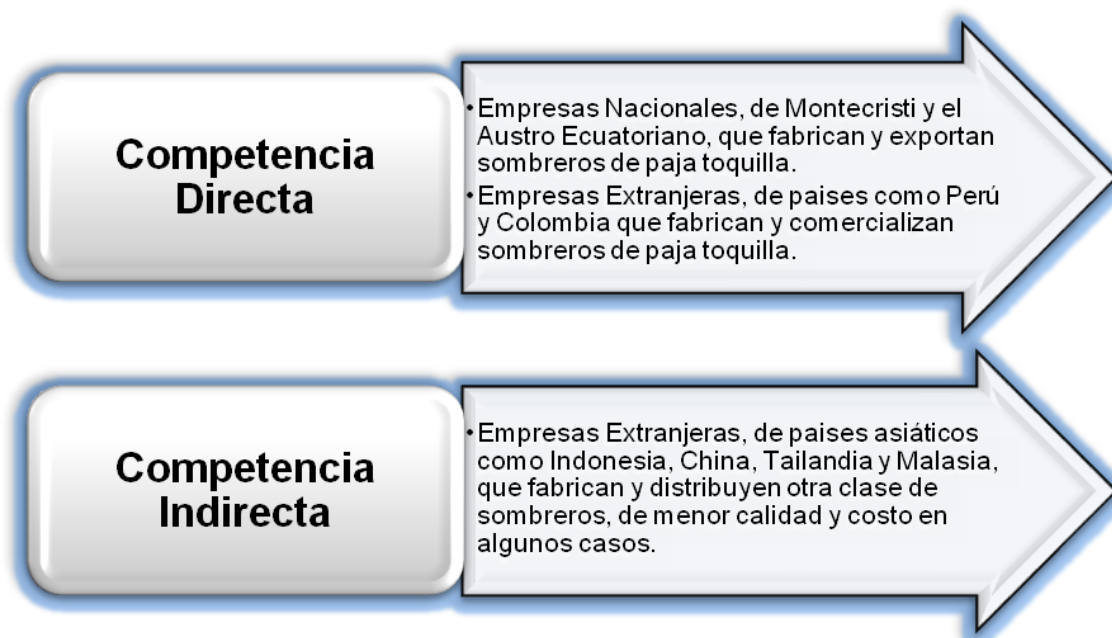 Competencia
Directa
•Empresas Nacionales, de Montecristi y el
Austro Ecuatoriano, que fabrican y exportan
sombreros de paja toquilla.
•Empresas Extranjeras, de paises como Perú
y Colombia que fabrican y comercializan
sombreros de paja toquilla.
Competencia
Indirecta
•Empresas Extranjeras, de paises asiáticos
como Indonesia, China, Tailandia y Malasia,
que fabrican y distribuyen otra clase de
sombreros, de menor calidad y costo en
algunos casos.